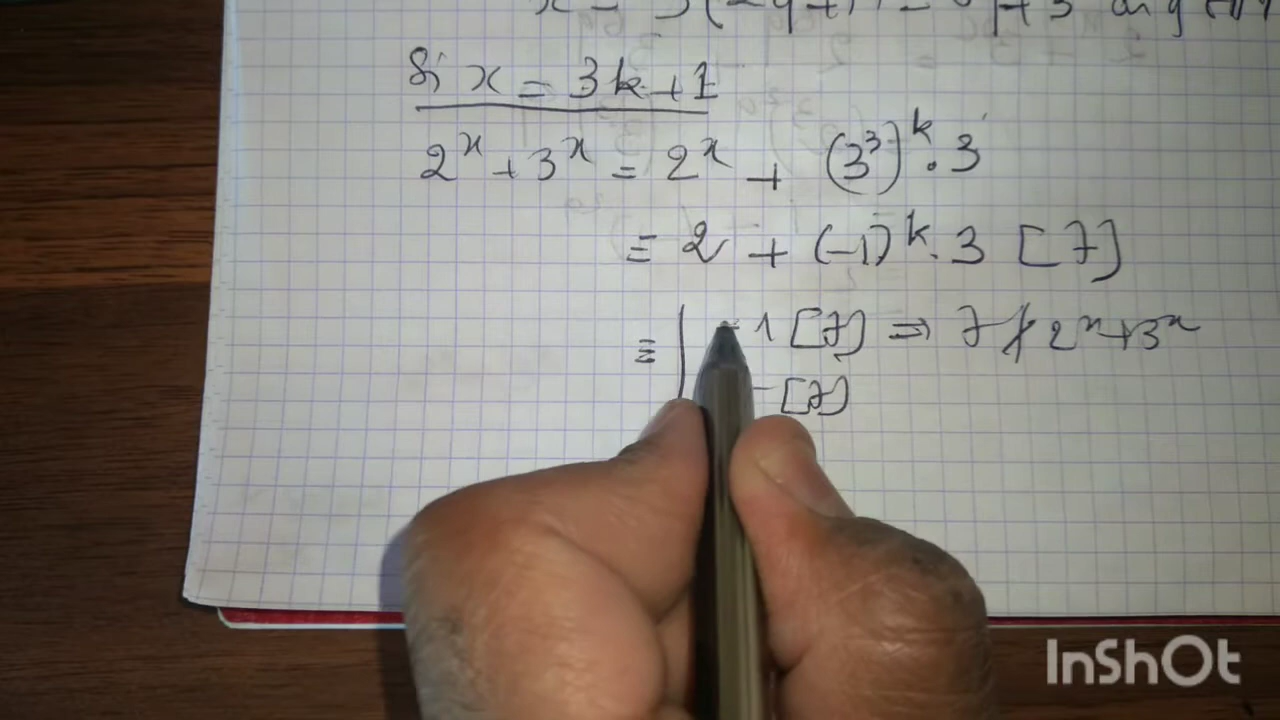 Si x = 3k+1
2^x + 3^x = 2^x + (3^3)^k . 3
≡ 2 + (-1)^k . 3 [7]
≡ | -1 [7] ⇒ 7 ∤ 2^x + 3^x
[7]
InShOt